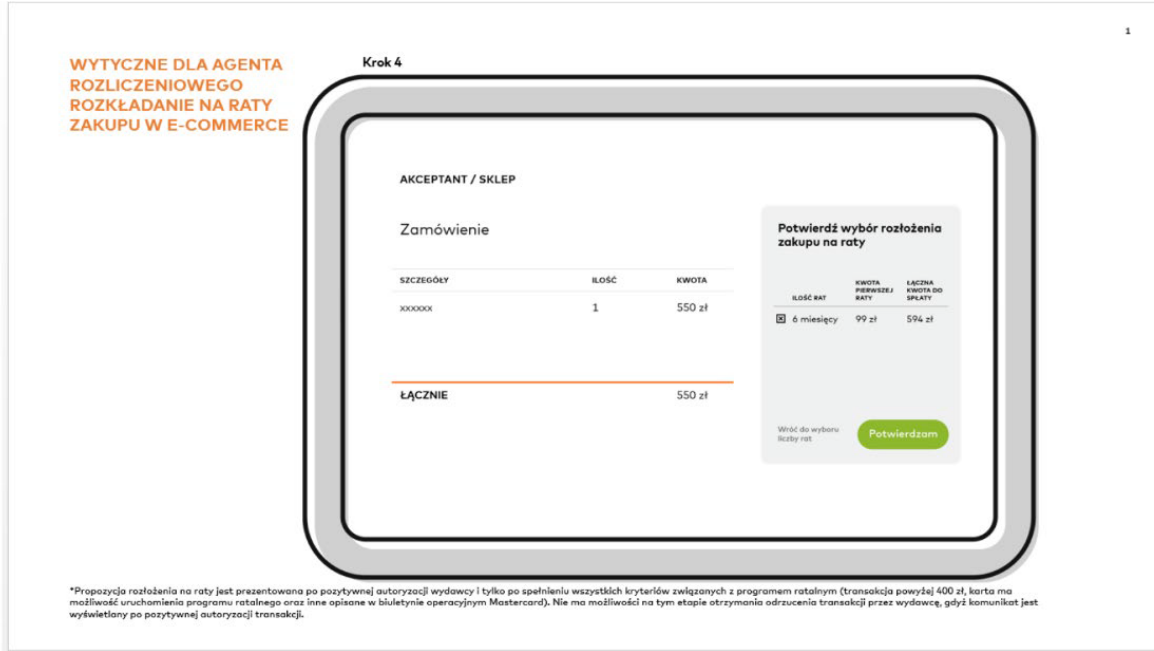 1
WYTYCZNE DLA AGENTA
ROZLICZENIOWEGO
ROZKŁADANIE NA RATY
ZAKUPU W E-COMMERCE
Krok 4
AKCEPTANT / SKLEP
Zamówienie
SZCZEGÓŁY ILOŚĆ KWOTA
xxxxxx 1 550 zł
ŁĄCZNIE 550 zł
Potwierdź wybór rozłożenia
zakupu na raty
ILOŚĆ RAT KWOTA PIERWSZEJ RATY ŁĄCZNA KWOTA DO SPŁATY
6 miesięcy 99 zł 594 zł
Wróć do wyboru
liczby rat
Potwierdzam
*Propozycja rozłożenia na raty jest prezentowana po pozytywnej autoryzacji wydawcy i tylko po spełnieniu wszystkich kryteriów związanych z programem ratalnym (transakcja powyżej 400 zł, karta ma
możliwość uruchomienia programu ratalnego oraz inne opisane w biuletynie operacyjnym Mastercard). Nie ma możliwości na tym etapie otrzymania odrzucenia transakcji przez wydawcę, gdyż komunikat jest
wyświetlany po pozytywnej autoryzacji transakcji.